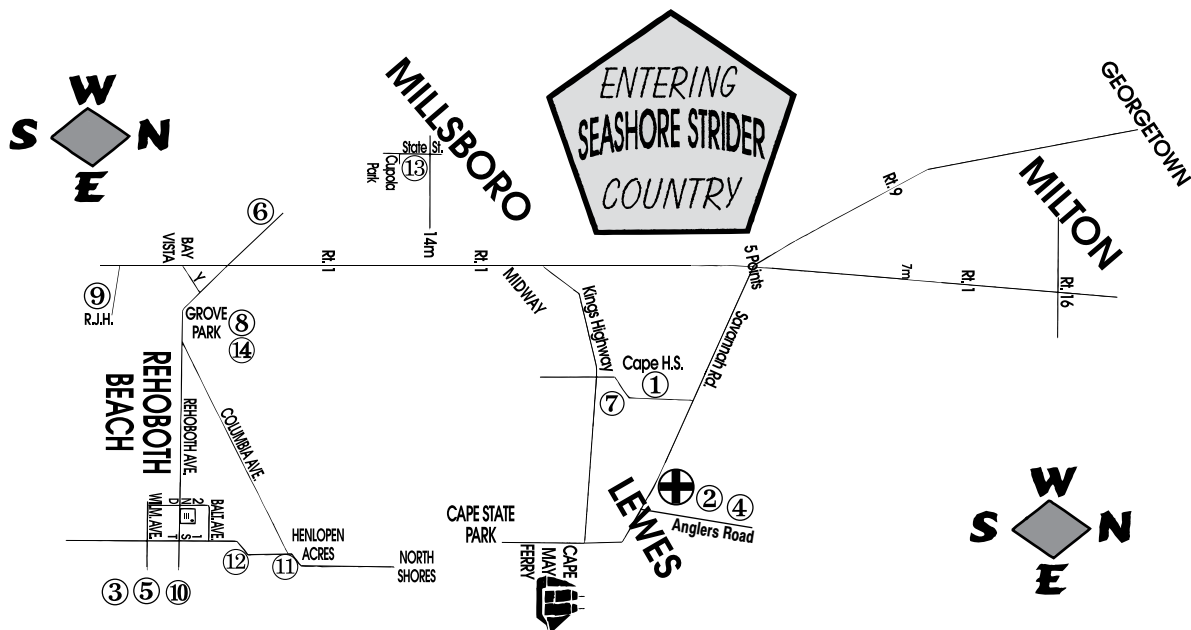 ENTERING
SEASHORE STRIDER
COUNTRY
W
S N
E
MILLSBORO
State St.
Cupola
Park
13
14m
GEORGETOWN
MILTON
Rt. 9
6
BAY
VISTA
Y
Rt. 1
Rt. 1
MIDWAY
5 Points
7m
Rt. 1
Rt. 16
9
R.J.H.
GROVE
PARK
8
14
Kings Highway
Savannah Rd.
Cape H.S.
1
7
REHOBOTH
BEACH
REHOBOTH AVE.
COLUMBIA AVE.
WILM. AVE.
2ND
1ST
BALT. AVE.
LEWES
2
4
Anglers Road
CAPE STATE
PARK
CAPE
MAY
FERRY
HENLOPEN
ACRES
NORTH
SHORES
12
11
3
5
10
W
S N
E